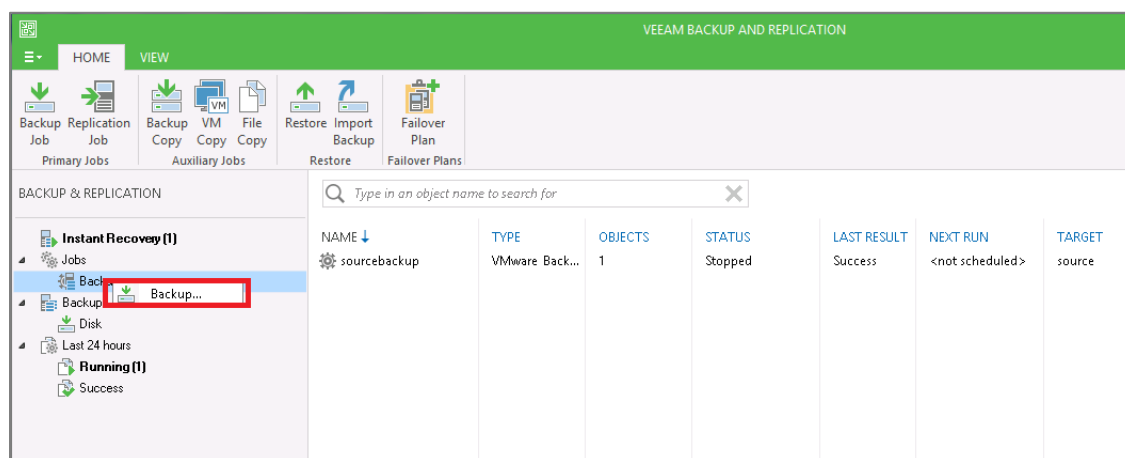 VEEAM BACKUP AND REPLICATION
HOME VIEW
Backup Replication Backup VM File Restore Import Failover
Job Job Copy Copy Copy Backup Plan
Primary Jobs Auxiliary Jobs Restore Failover Plans
VM
BACKUP & REPLICATION
Type in an object name to search for
Instant Recovery (1)
NAME TYPE OBJECTS STATUS LAST RESULT NEXT RUN TARGET
Jobs
sourcebackup VMware Back... 1 Stopped Success <not scheduled> source
Backup...
Backup
Disk
Last 24 hours
Running (1)
Success